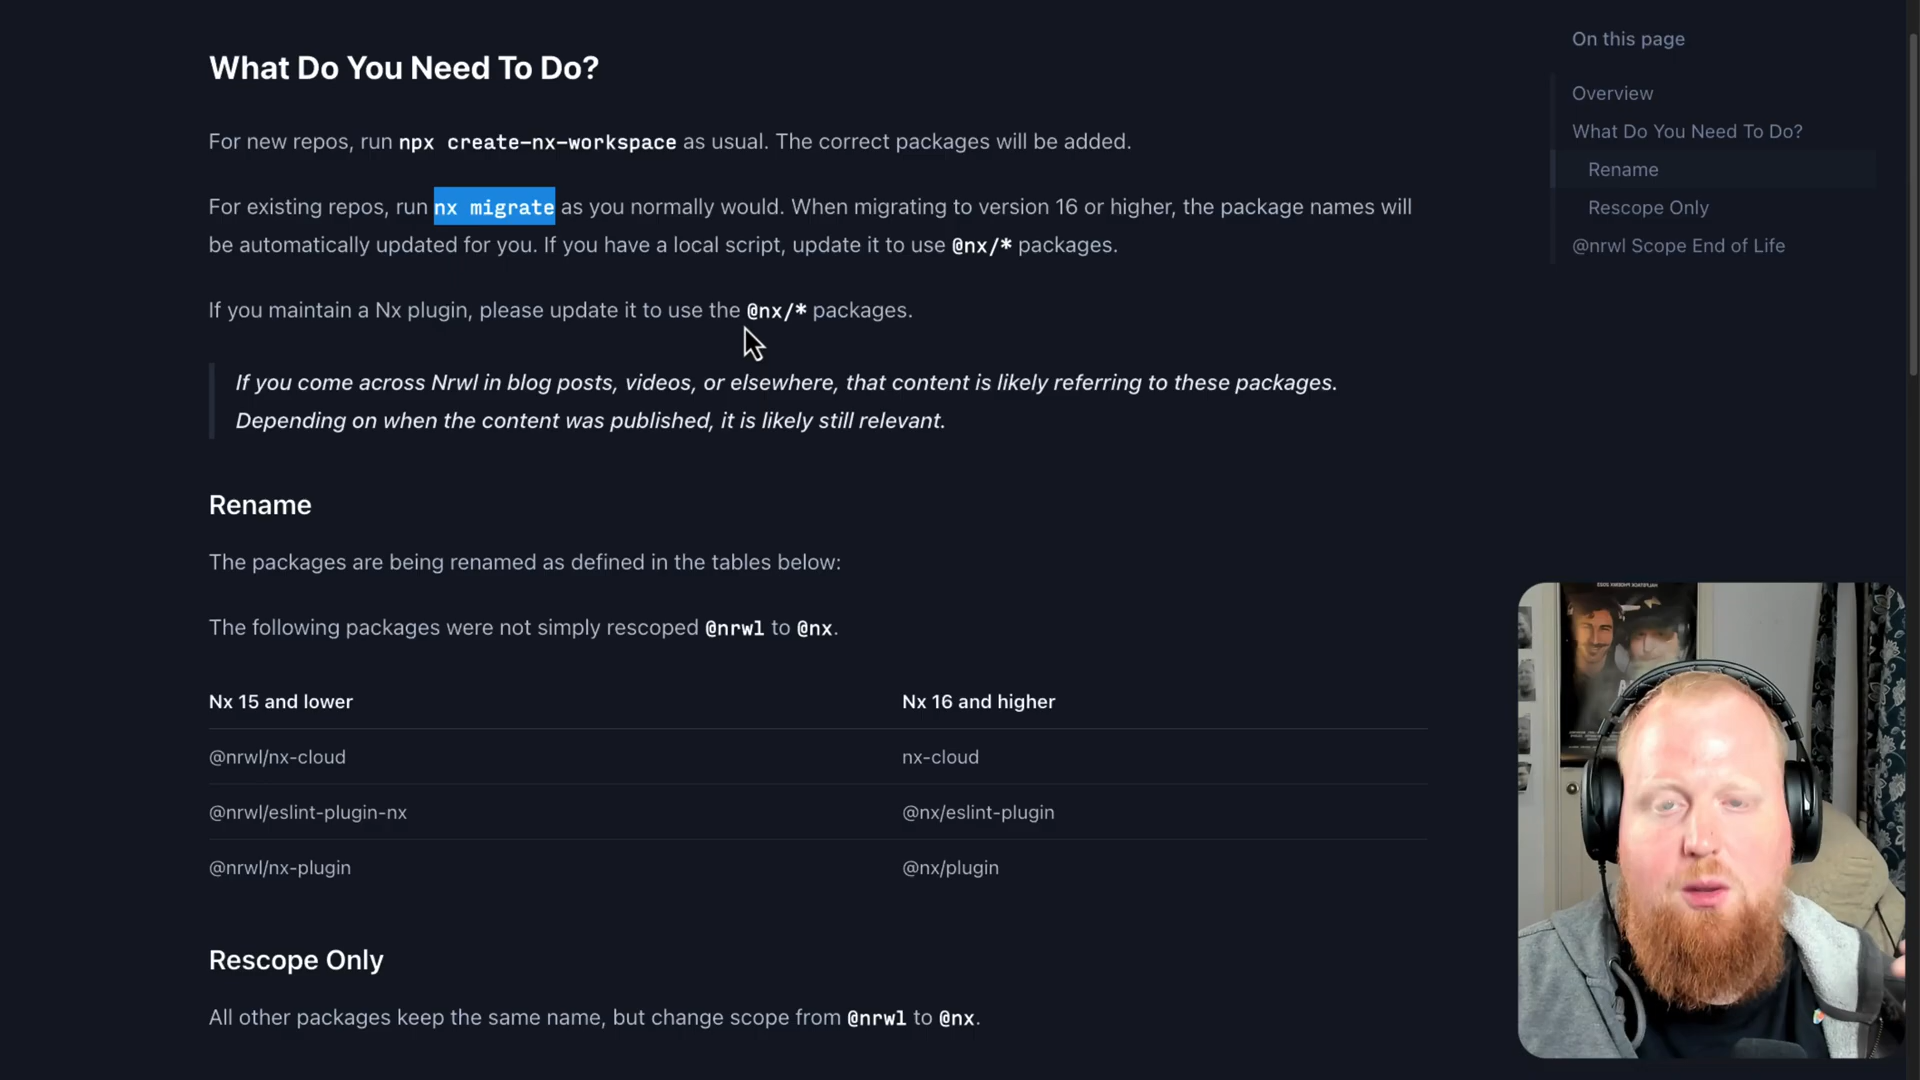 What Do You Need To Do?
For new repos, run npx create-nx-workspace as usual. The correct packages will be added.
For existing repos, run nx migrate as you normally would. When migrating to version 16 or higher, the package names will
be automatically updated for you. If you have a local script, update it to use @nx/* packages.
If you maintain a Nx plugin, please update it to use the @nx/* packages.
If you come across Nrwl in blog posts, videos, or elsewhere, that content is likely referring to these packages.
Depending on when the content was published, it is likely still relevant.
Rename
The packages are being renamed as defined in the tables below:
The following packages were not simply rescoped @nrwl to @nx.
Nx 15 and lower Nx 16 and higher
@nrwl/nx-cloud nx-cloud
@nrwl/eslint-plugin-nx @nx/eslint-plugin
@nrwl/nx-plugin @nx/plugin
Rescope Only
All other packages keep the same name, but change scope from @nrwl to @nx.
On this page
Overview
What Do You Need To Do?
Rename
Rescope Only
@nrwl Scope End of Life